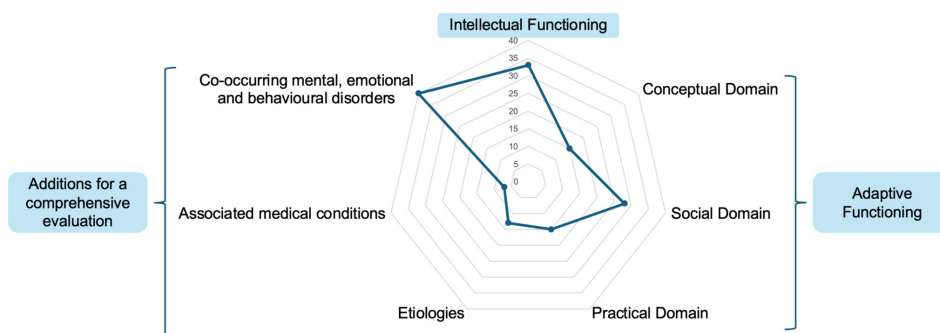 Intellectual Functioning
40
35
30
25
20
15
10
5
0
Co-occurring mental, emotional
and behavioural disorders
Conceptual Domain
Additions for a
comprehensive
evaluation
Associated medical conditions
Social Domain
Adaptive
Functioning
Etiologies
Practical Domain